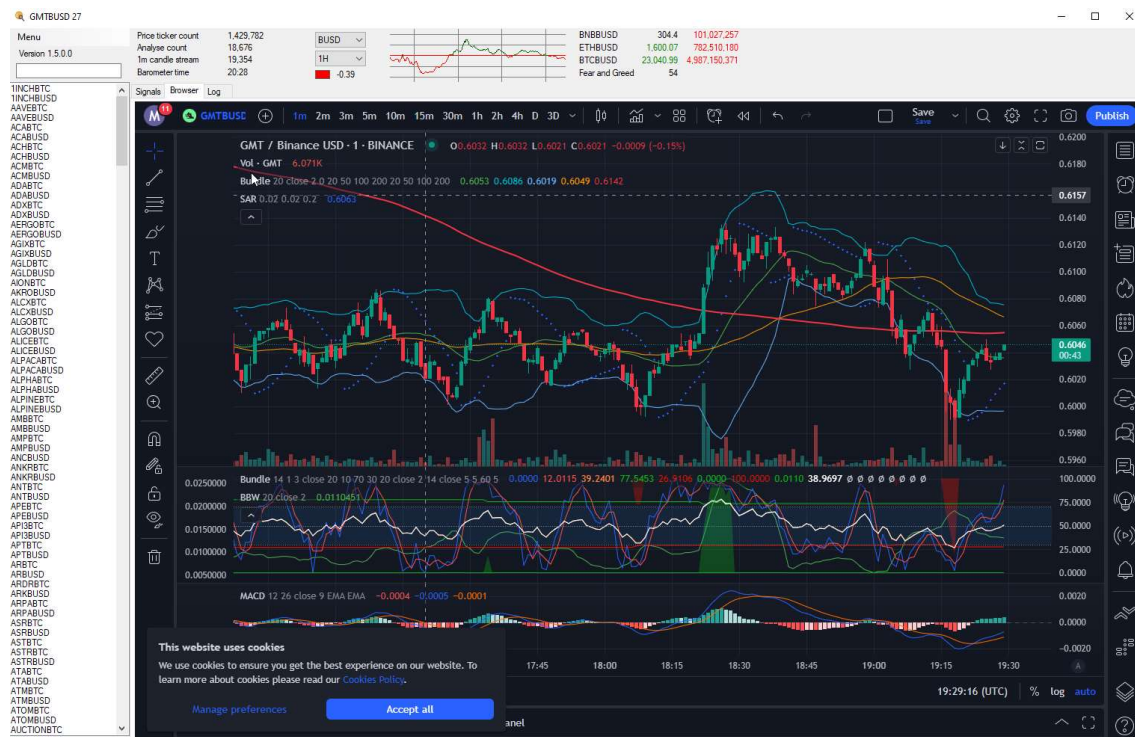 GMTBUSD 27
Menu
Version 1.5.0.0
Price ticker count 1,429,782
Analyse count 18,676
1m candle stream 19,354
Barometer time 20:28
BUSD
1H
-0.39
BNBBUSD 304.4 101,027,257
ETHBUSD 1,600.07 782,510,180
BTCBUSD 23,040.99 4,987,150,371
Fear and Greed 54
Signals Browser Log
1INCHBTC
1INCHBUSD
AAVEBTC
AAVEBUSD
ACABTC
ACABUSD
ACHBTC
ACHBUSD
ACMBTC
ACMBUSD
ADABTC
ADABUSD
ADXBTC
ADXBUSD
AERGOBTC
AERGOBUSD
AGIXBTC
AGIXBUSD
AGLDBTC
AGLDBUSD
AIONBTC
AKROBUSD
ALCXBTC
ALCXBUSD
ALGOBTC
ALGOBUSD
ALICEBTC
ALICEBUSD
ALPACABTC
ALPACABUSD
ALPHABTC
ALPHABUSD
ALPINEBTC
ALPINEBUSD
AMBBTC
AMBBUSD
AMPBTC
AMPBUSD
ANCBUSD
ANKRBTC
ANKRBUSD
ANTBTC
ANTBUSD
APEBTC
APEBUSD
API3BTC
API3BUSD
APTBTC
APTBUSD
ARBTC
ARBUSD
ARDRBTC
ARKBUSD
ARPABTC
ARPABUSD
ASRBTC
ASRBUSD
ASTBTC
ASTRBTC
ASTRBUSD
ATABTC
ATABUSD
ATMBTC
ATMBUSD
ATOMBTC
ATOMBUSD
AUCTIONBTC
M 11 GMTBUSD 1m 2m 3m 5m 10m 15m 30m 1h 2h 4h D 3D Save Save Publish
GMT / Binance USD · 1 · BINANCE O0.6032 H0.6032 L0.6021 C0.6021 -0.0009 (-0.15%)
Vol · GMT 6.071K
Bundle 20 close 2 0 20 50 100 200 20 50 100 200 0.6053 0.6086 0.6019 0.6049 0.6142
SAR 0.02 0.02 0.2 0.6063
0.6200
0.6180
0.6157
0.6140
0.6120
0.6100
0.6080
0.6060
0.6046
00:43
0.6020
0.6000
0.5980
0.5960
Bundle 14 1 3 close 20 10 70 30 20 close 2 14 close 5 5 60 5 0.0000 12.0115 39.2401 77.5453 26.9106 0.0000 100.0000 0.0110 38.9697 ø ø ø ø ø ø ø ø
BBW 20 close 2 0.0110451
0.0250000
0.0200000
0.0150000
0.0100000
0.0050000
100.0000
75.0000
50.0000
25.0000
0.0000
MACD 12 26 close 9 EMA EMA -0.0004 -0.0005 -0.0001
0.0020
0.0000
-0.0020
17:45 18:00 18:15 18:30 18:45 19:00 19:15 19:30 A
19:29:16 (UTC) % log auto
This website uses cookies
We use cookies to ensure you get the best experience on our website. To
learn more about cookies please read our Cookies Policy.
Manage preferences Accept all
anel